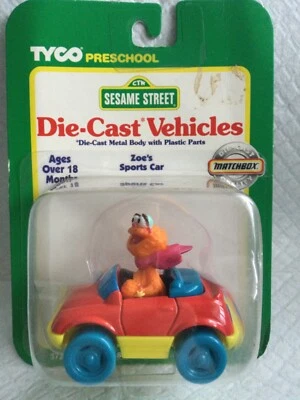 TYCO PRESCHOOL
CTW
SESAME STREET
Die-Cast* Vehicles
*Die-Cast Metal Body with Plastic Parts
Ages
Over 18
Months
Zoe's
Sports Car
MATCHBOX